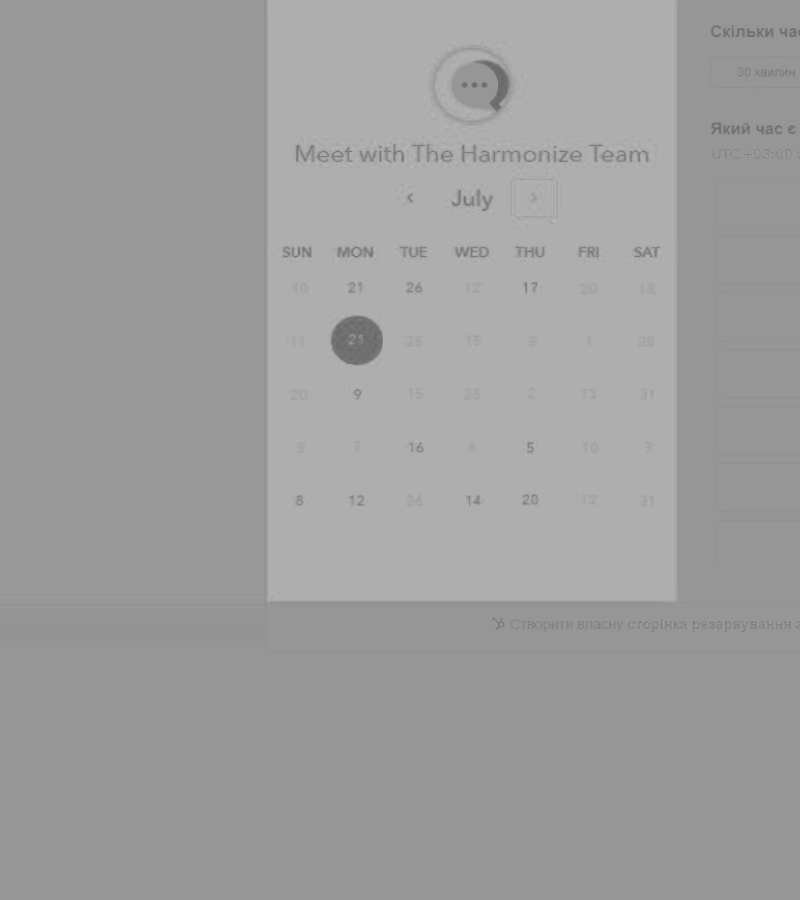 Скільки час
30 хвилин
Який час є
UTC +03:00
Meet with The Harmonize Team
July
SUN MON TUE WED THU FRI SAT
10 21 26 12 17 20 18
11 21 25 15 3 1 28
20 9 15 25 2 13 31
3 7 16 6 5 10 3
8 12 26 14 20 12 31
Створити власну сторінка резервування